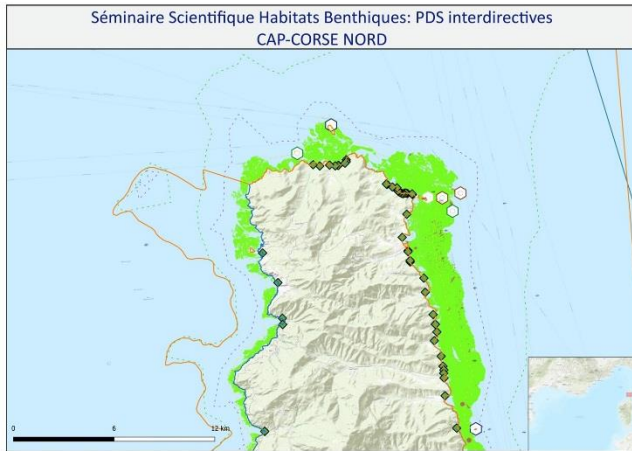 Séminaire Scientifique Habitats Benthiques: PDS interdirectives
CAP-CORSE NORD
0 6 12 km